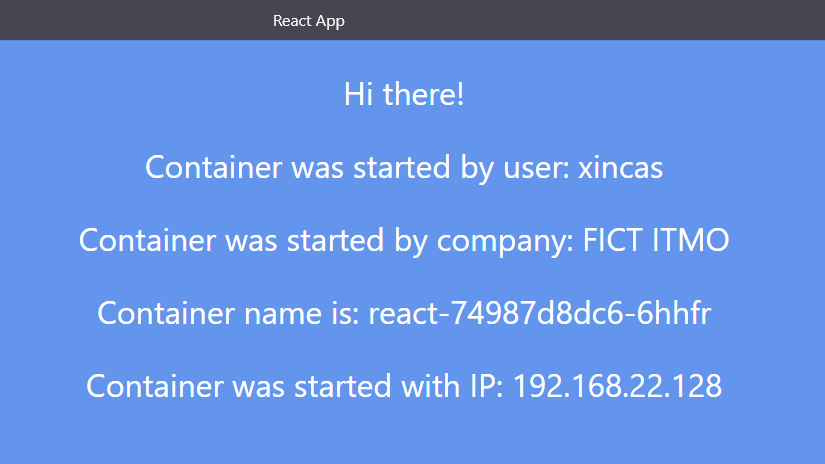 React App
Hi there!
Container was started by user: xincas
Container was started by company: FICT ITMO
Container name is: react-74987d8dc6-6hhfr
Container was started with IP: 192.168.22.128